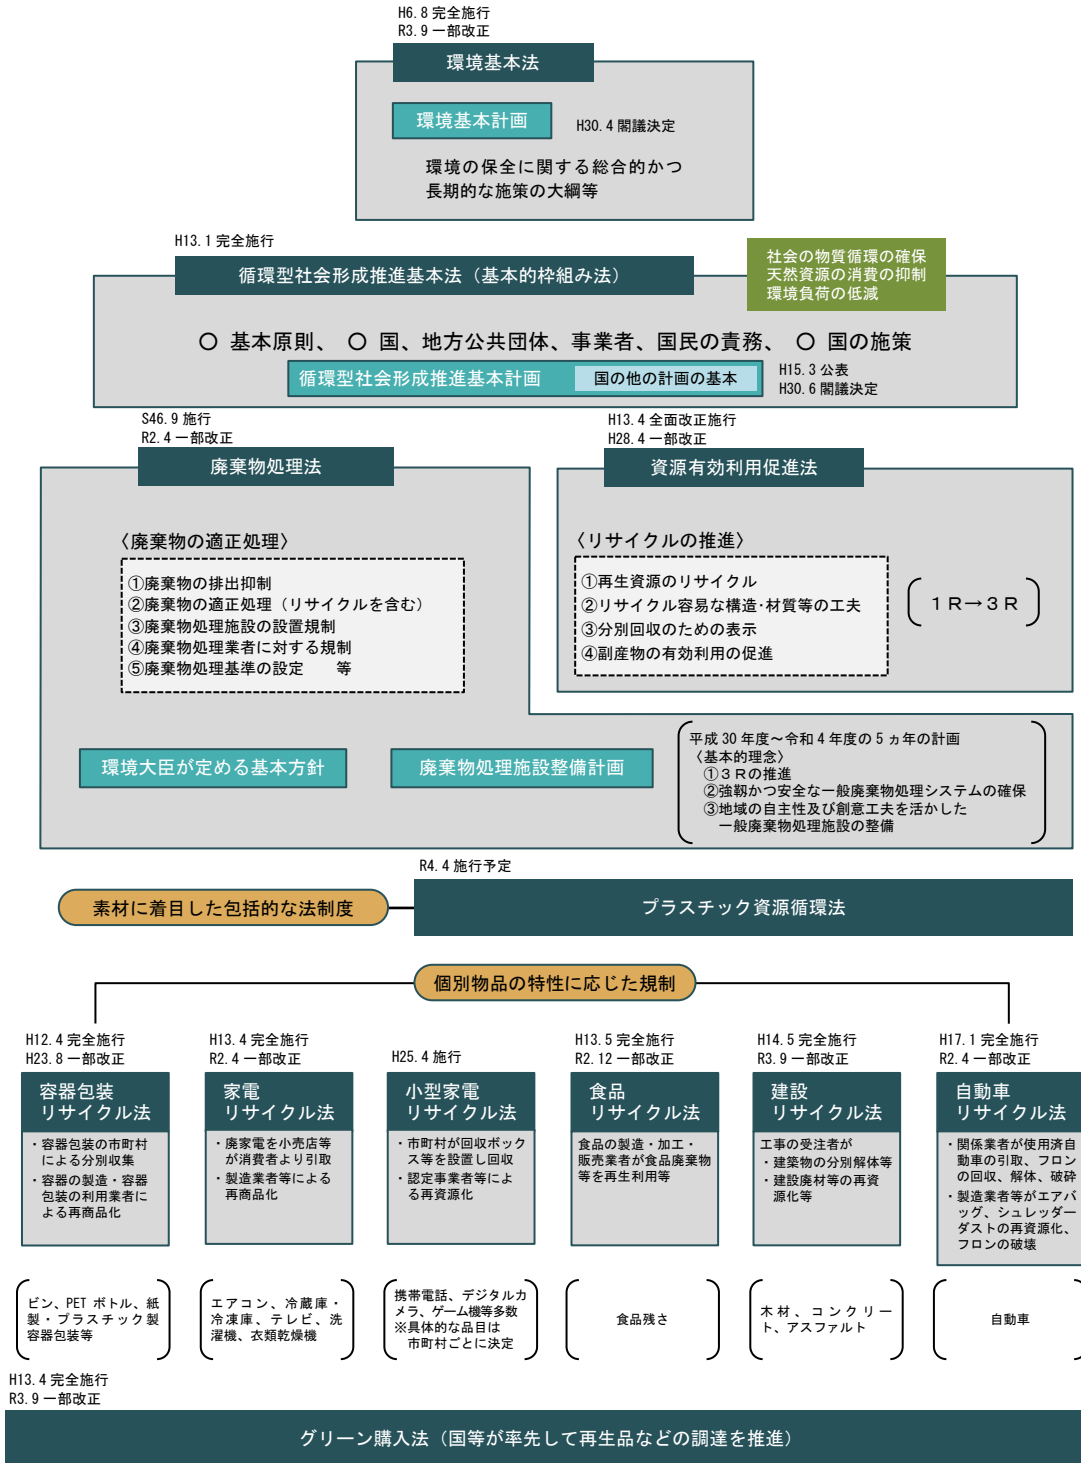 H6.8 完全施行
R3.9 一部改正
環境基本法
環境基本計画
H30.4 閣議決定
環境の保全に関する総合的かつ
長期的な施策の大綱等
H13.1 完全施行
循環型社会形成推進基本法（基本的枠組み法）
社会の物質循環の確保
天然資源の消費の抑制
環境負荷の低減
〇 基本原則、 〇 国、地方公共団体、事業者、国民の責務、 〇 国の施策
循環型社会形成推進基本計画
国の他の計画の基本
H15.3 公表
H30.6 閣議決定
S46.9 施行
R2.4 一部改正
廃棄物処理法
〈廃棄物の適正処理〉
①廃棄物の排出抑制
②廃棄物の適正処理（リサイクルを含む）
③廃棄物処理施設の設置規制
④廃棄物処理業者に対する規制
⑤廃棄物処理基準の設定　　等
H13.4 全面改正施行
H28.4 一部改正
資源有効利用促進法
〈リサイクルの推進〉
①再生資源のリサイクル
②リサイクル容易な構造･材質等の工夫
③分別回収のための表示
④副産物の有効利用の促進
１Ｒ→３Ｒ
環境大臣が定める基本方針
廃棄物処理施設整備計画
平成 30 年度～令和 4 年度の 5 ヵ年の計画
〈基本的理念〉
①３Ｒの推進
②強靱かつ安全な一般廃棄物処理システムの確保
③地域の自主性及び創意工夫を活かした
一般廃棄物処理施設の整備
R4.4 施行予定
素材に着目した包括的な法制度
プラスチック資源循環法
個別物品の特性に応じた規制
H12.4 完全施行
H23.8 一部改正
容器包装
リサイクル法
・容器包装の市町村
による分別収集
・容器の製造・容器
包装の利用業者に
よる再商品化
ビン、PET ボトル、紙
製・プラスチック製
容器包装等
H13.4 完全施行
R2.4 一部改正
家電
リサイクル法
・廃家電を小売店等
が消費者より引取
・製造業者等による
再商品化
エアコン、冷蔵庫・
冷凍庫、テレビ、洗
濯機、衣類乾燥機
H25.4 施行
小型家電
リサイクル法
・市町村が回収ボック
ス等を設置し回収
・認定事業者等によ
る再資源化
携帯電話、デジタルカ
メラ、ゲーム機等多数
※具体的な品目は
市町村ごとに決定
H13.5 完全施行
R2.12 一部改正
食品
リサイクル法
食品の製造・加工・
販売業者が食品廃棄物
等を再生利用等
食品残さ
H14.5 完全施行
R3.9 一部改正
建設
リサイクル法
工事の受注者が
・建築物の分別解体等
・建設廃材等の再資
源化等
木材、コンクリー
ト、アスファルト
H17.1 完全施行
R2.4 一部改正
自動車
リサイクル法
・関係業者が使用済自
動車の引取、フロン
の回収、解体、破砕
・製造業者等がエアバ
ッグ、シュレッダー
ダストの再資源化、
フロンの破壊
自動車
H13.4 完全施行
R3.9 一部改正
グリーン購入法（国等が率先して再生品などの調達を推進）